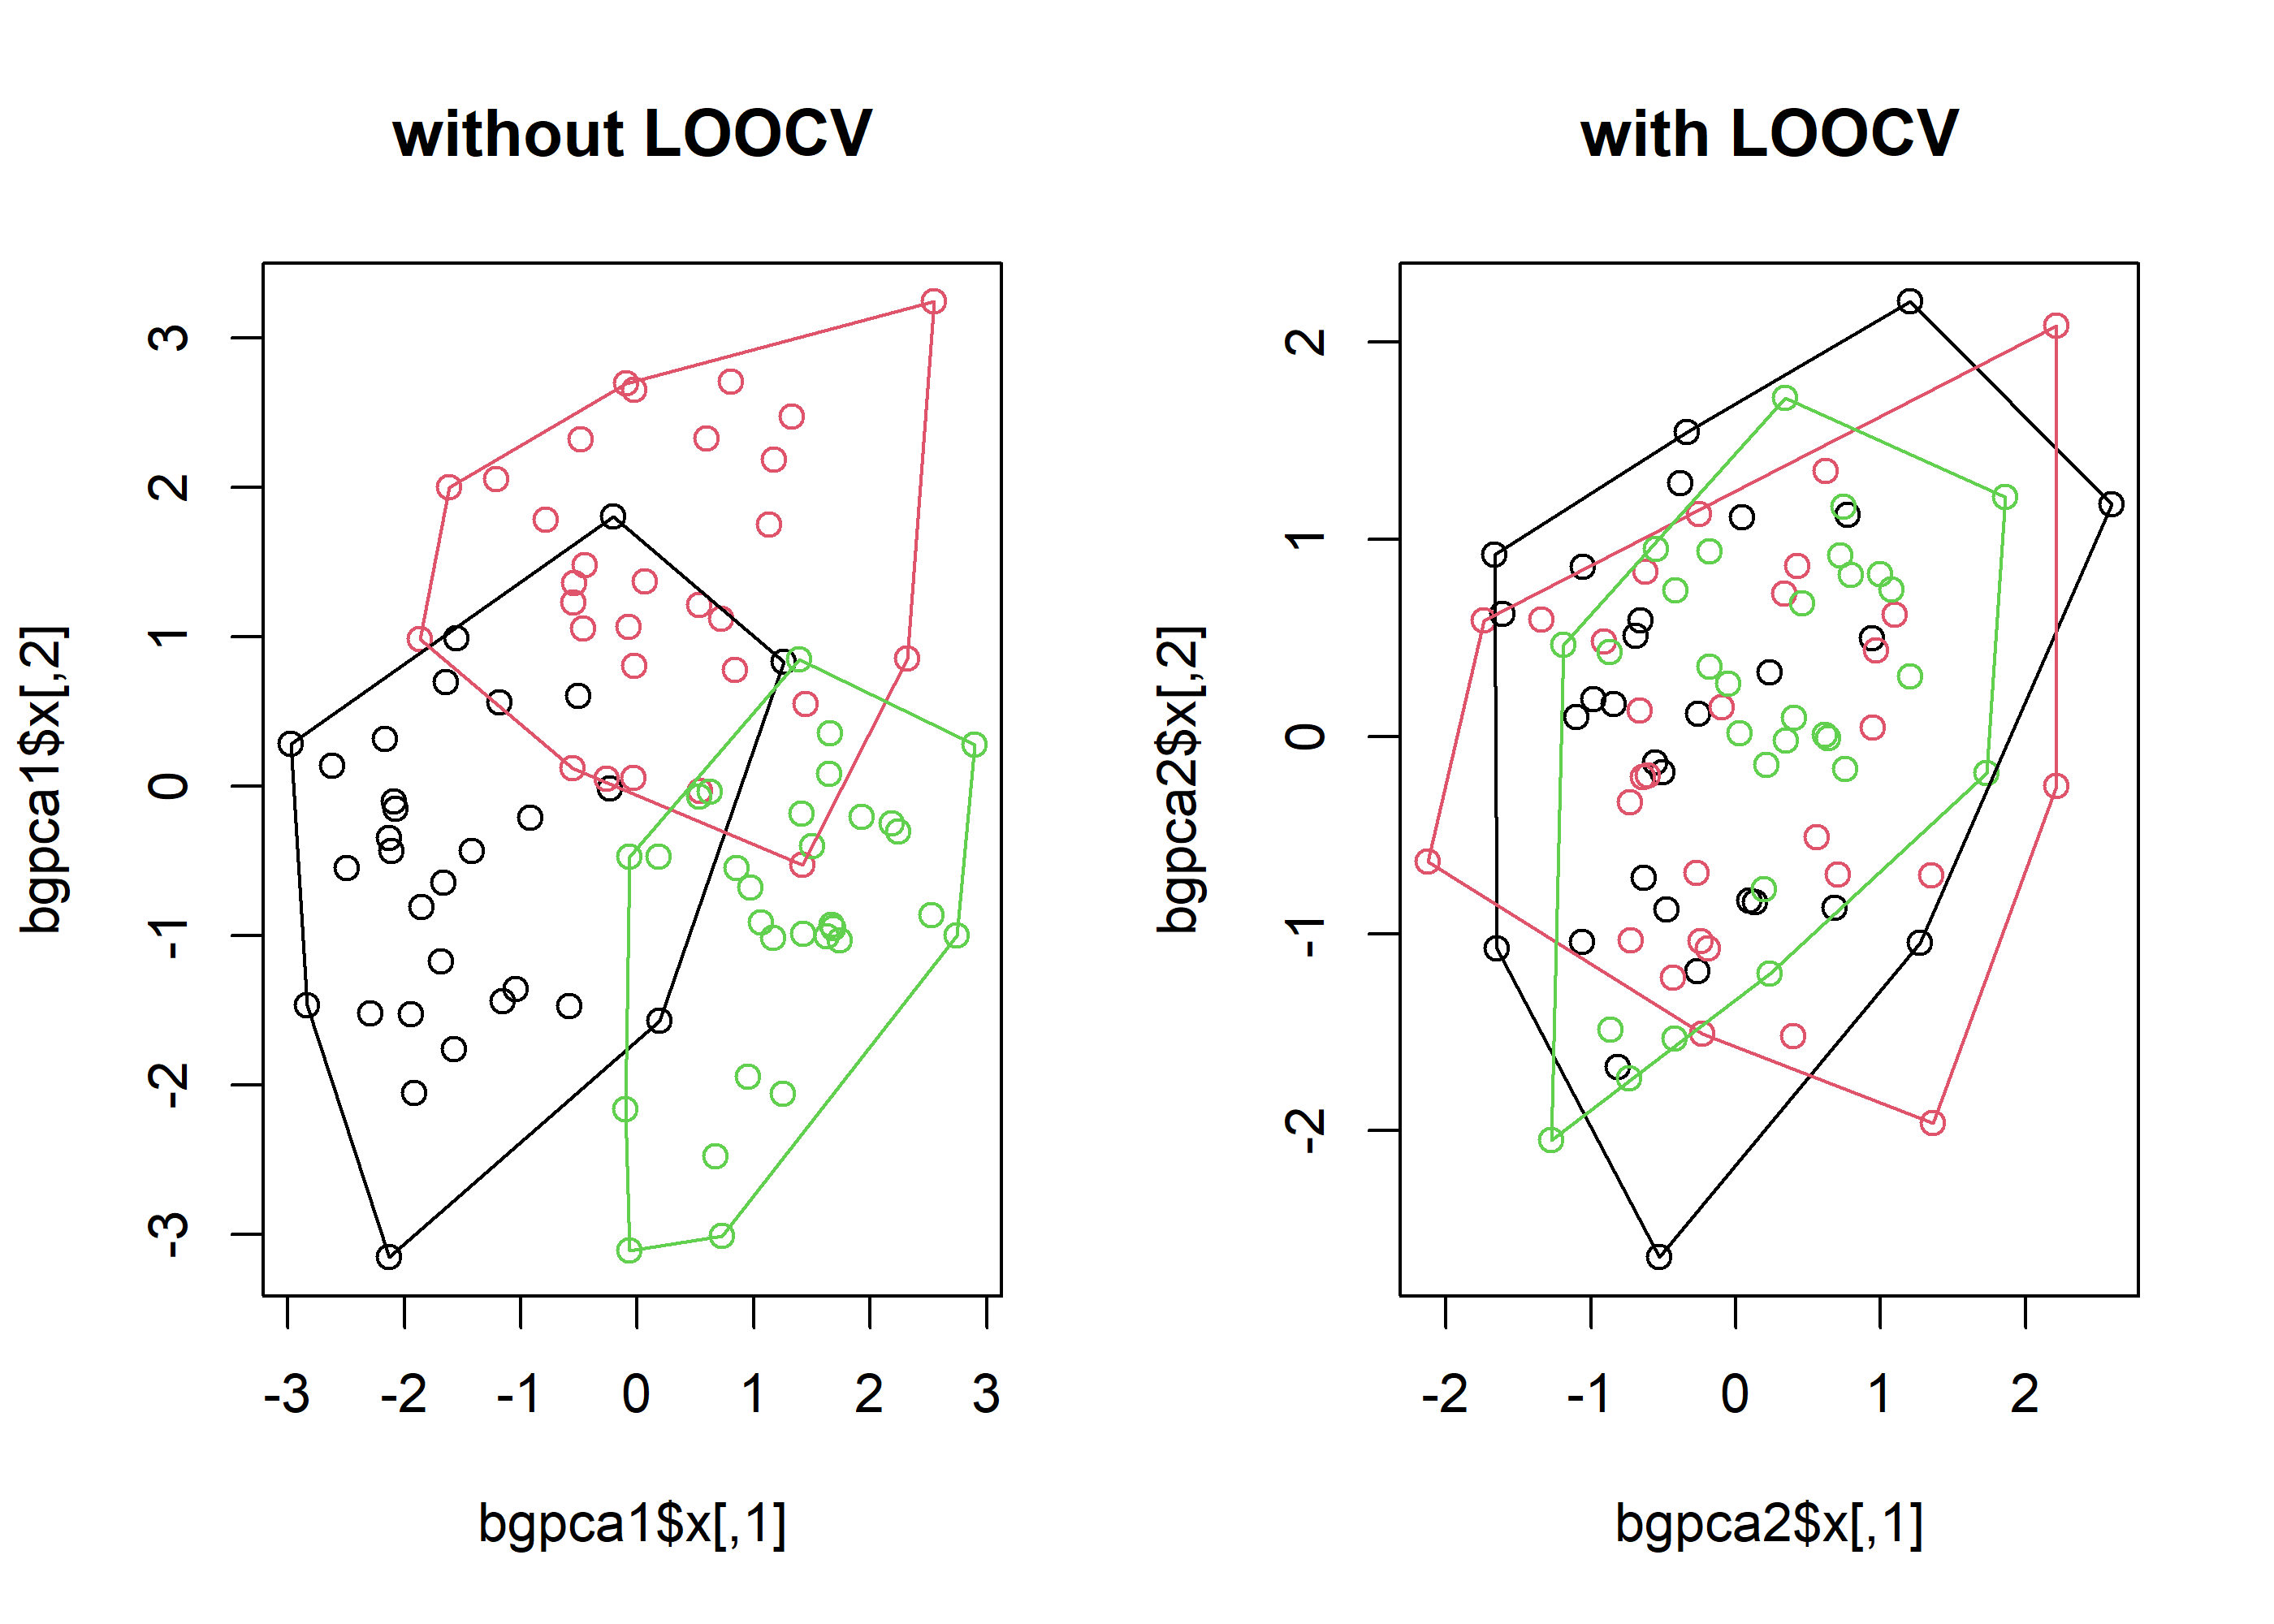 without LOOCV
bgpca1$x[,2]
3
2
1
0
-1
-2
-3
-3 -2 -1 0 1 2 3
bgpca1$x[,1]
with LOOCV
bgpca2$x[,2]
2
1
0
-1
-2
-2 -1 0 1 2
bgpca2$x[,1]